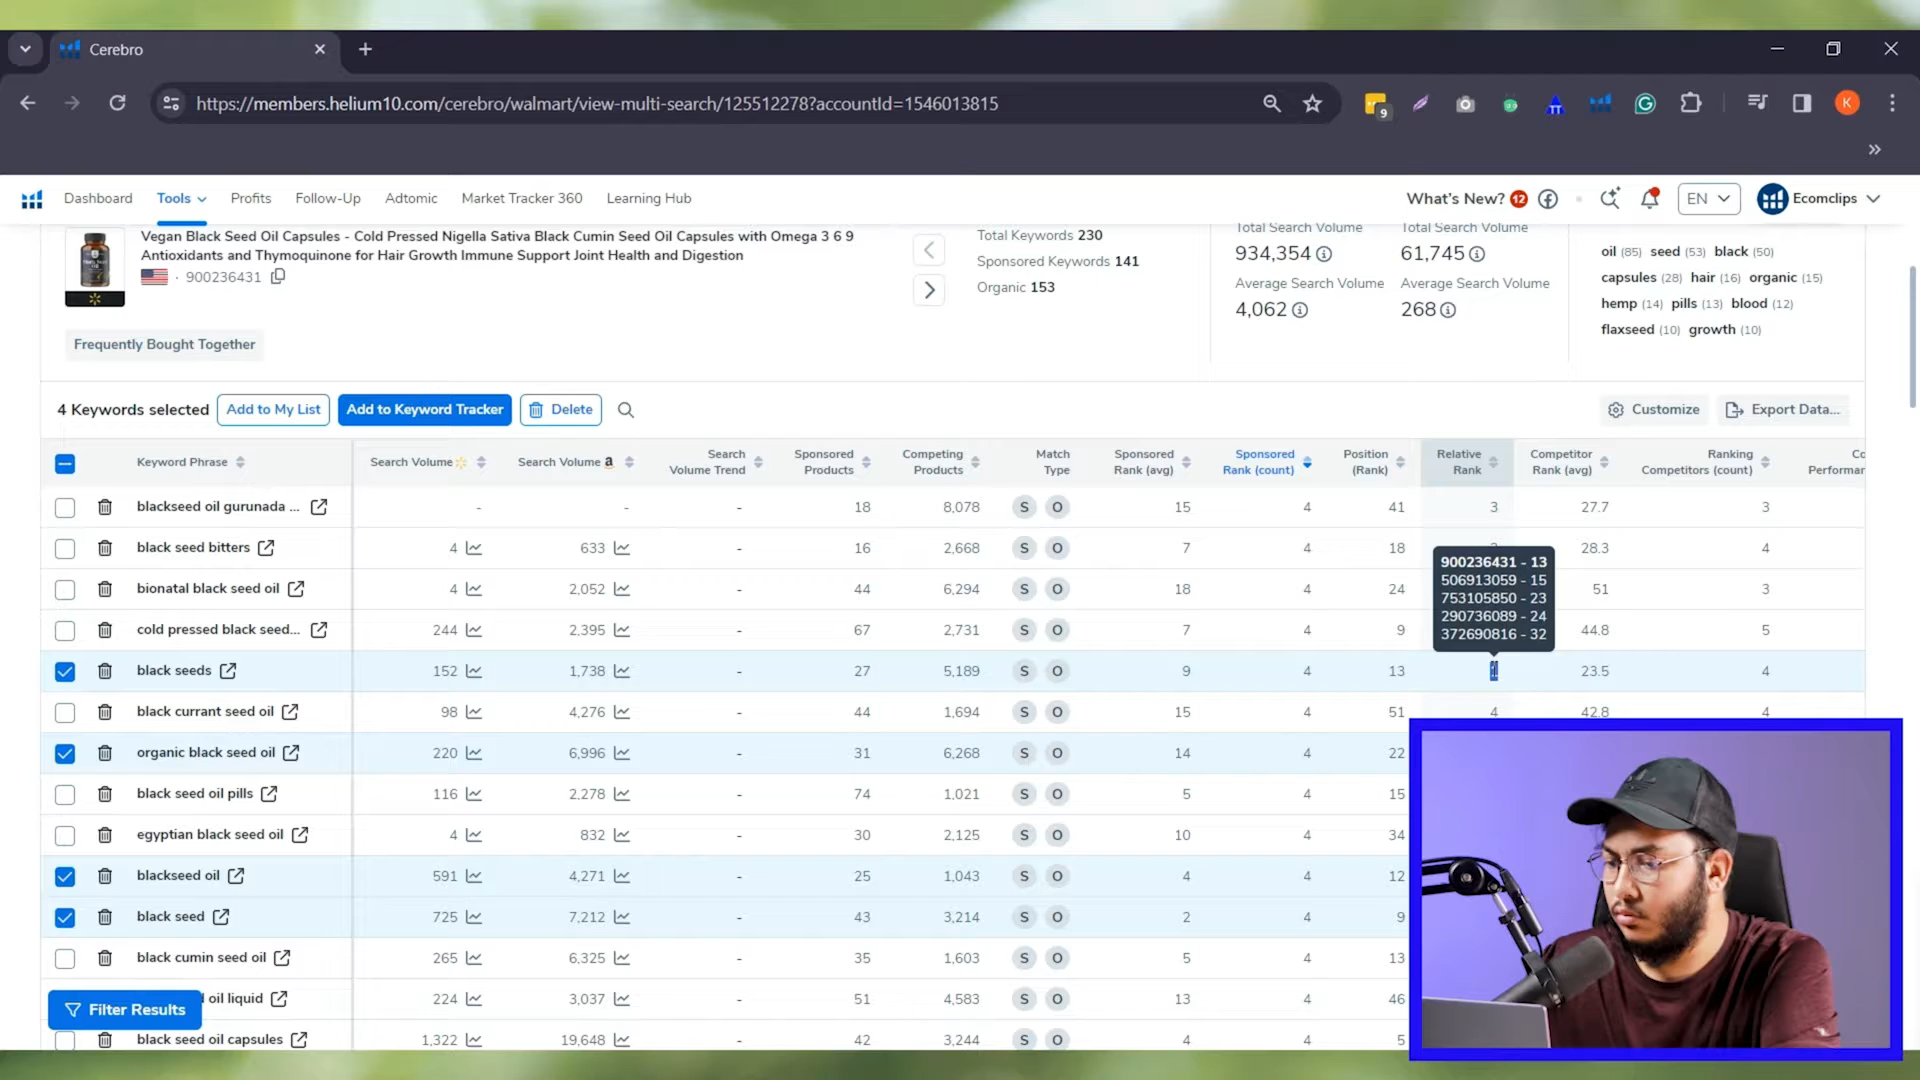 Cerebro
https://members.helium10.com/cerebro/walmart/view-multi-search/125512278?accountId=1546013815
9
K
Dashboard Tools Profits Follow-Up Adtomic Market Tracker 360 Learning Hub
What's New? 12 EN Ecomclips
Vegan Black Seed Oil Capsules - Cold Pressed Nigella Sativa Black Cumin Seed Oil Capsules with Omega 3 6 9
Antioxidants and Thymoquinone for Hair Growth Immune Support Joint Health and Digestion
· 900236431
Frequently Bought Together
Total Keywords 230
Sponsored Keywords 141
Organic 153
Total Search Volume
934,354
Average Search Volume
4,062
Total Search Volume
61,745
Average Search Volume
268
oil (85) seed (53) black (50)
capsules (28) hair (16) organic (15)
hemp (14) pills (13) blood (12)
flaxseed (10) growth (10)
4 Keywords selected Add to My List Add to Keyword Tracker Delete Customize Export Data...
Keyword Phrase Search Volume Search Volume a Search Volume Trend Sponsored Products Competing Products Match Type Sponsored Rank (avg) Sponsored Rank (count) Position (Rank) Relative Rank Competitor Rank (avg) Ranking Competitors (count)
blackseed oil gurunada ... - - - 18 8,078 S O 15 4 41 3 27.7 3
black seed bitters 4 633 - 16 2,668 S O 7 4 18 28.3 4
bionatal black seed oil 4 2,052 - 44 6,294 S O 18 4 24 51 3
cold pressed black seed... 244 2,395 - 67 2,731 S O 7 4 9 44.8 5
900236431 - 13
506913059 - 15
753105850 - 23
290736089 - 24
372690816 - 32
black seeds 152 1,738 - 27 5,189 S O 9 4 13 23.5 4
black currant seed oil 98 4,276 - 44 1,694 S O 15 4 51 4 42.8 4
organic black seed oil 220 6,996 - 31 6,268 S O 14 4 22
black seed oil pills 116 2,278 - 74 1,021 S O 5 4 15
egyptian black seed oil 4 832 - 30 2,125 S O 10 4 34
blackseed oil 591 4,271 - 25 1,043 S O 4 4 12
black seed 725 7,212 - 43 3,214 S O 2 4 9
black cumin seed oil 265 6,325 - 35 1,603 S O 5 4 13
oil liquid 224 3,037 - 51 4,583 S O 13 4 46
Filter Results
black seed oil capsules 1,322 19,648 - 42 3,244 S O 4 4 5